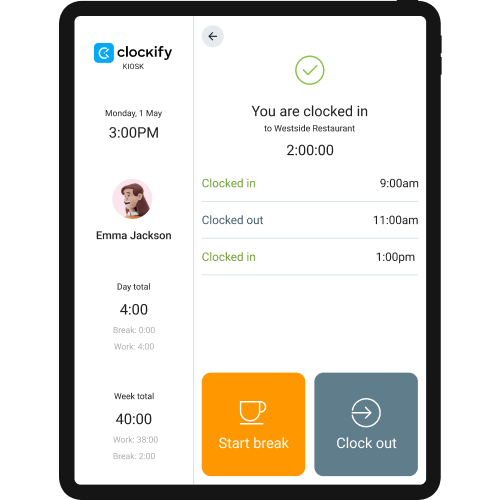 clockify
KIOSK
Monday, 1 May
3:00PM
Emma Jackson
Day total
4:00
Break: 0:00
Work: 4:00
Week total
40:00
Work: 38:00
Break: 2:00
You are clocked in
to Westside Restaurant
2:00:00
Clocked in 9:00am
Clocked out 11:00am
Clocked in 1:00pm
Start break
Clock out